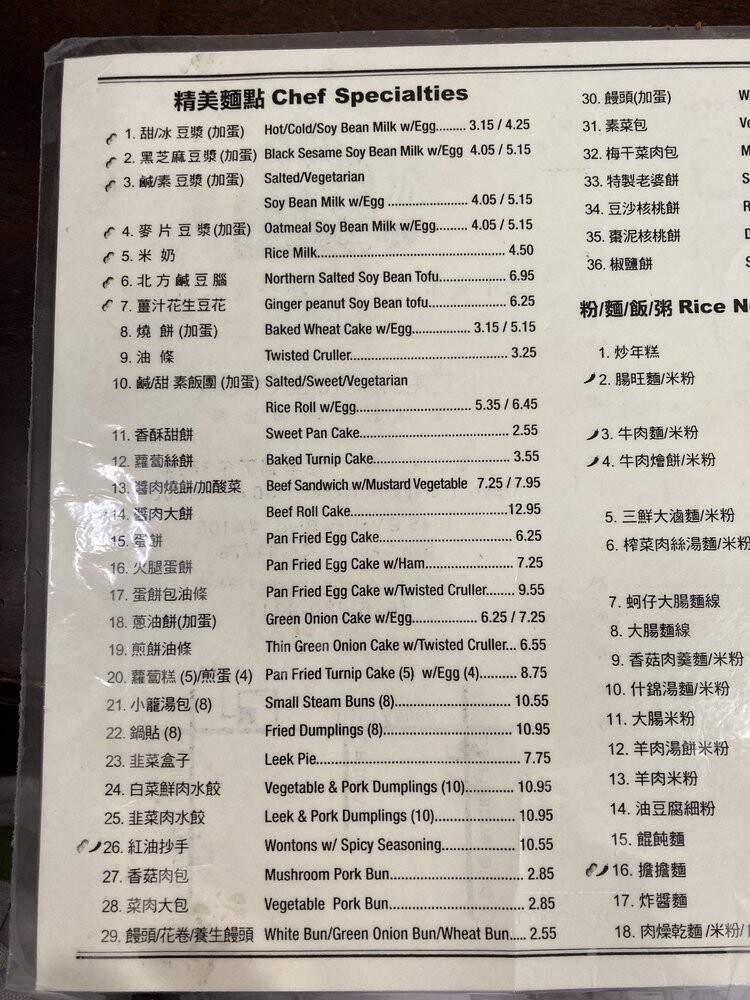 精美麵點 Chef Specialties
1. 甜/冰 豆漿 (加蛋) Hot/Cold/Soy Bean Milk w/Egg......... 3.15 / 4.25
2. 黑芝麻豆漿 (加蛋) Black Sesame Soy Bean Milk w/Egg 4.05 / 5.15
3. 鹹/素 豆漿 (加蛋) Salted/Vegetarian
Soy Bean Milk w/Egg ........................ 4.05 / 5.15
4. 麥 片 豆 漿 (加蛋) Oatmeal Soy Bean Milk w/Egg......... 4.05 / 5.15
5. 米 奶 Rice Milk.......................................................... 4.50
6. 北方 鹹 豆 腦 Northern Salted Soy Bean Tofu..................... 6.95
7. 薑汁花生豆花 Ginger peanut Soy Bean tofu........................ 6.25
8. 燒 餅 (加蛋) Baked Wheat Cake w/Egg................. 3.15 / 5.15
9. 油 條 Twisted Cruller............................................... 3.25
10. 鹹/甜 素飯團 (加蛋) Salted/Sweet/Vegetarian
Rice Roll w/Egg.................................. 5.35 / 6.45
11. 香酥甜餅 Sweet Pan Cake............................................. 2.55
12. 蘿蔔絲餅 Baked Turnip Cake......................................... 3.55
13. 醬肉燒餅/加酸菜 Beef Sandwich w/Mustard Vegetable 7.25 / 7.95
14. 醬肉大餅 Beef Roll Cake...............................................12.95
15. 蛋餅 Pan Fried Egg Cake........................................ 6.25
16. 火腿蛋餅 Pan Fried Egg Cake w/Ham........................... 7.25
17. 蛋餅包油條 Pan Fried Egg Cake w/Twisted Cruller........ 9.55
18. 蔥油餅(加蛋) Green Onion Cake w/Egg.................... 6.25 / 7.25
19. 煎餅油條 Thin Green Onion Cake w/Twisted Cruller... 6.55
20. 蘿蔔糕 (5)/煎蛋 (4) Pan Fried Turnip Cake (5) w/Egg (4)........... 8.75
21. 小籠湯包 (8) Small Steam Buns (8)................................... 10.55
22. 鍋貼 (8) Fried Dumplings (8)...................................... 10.95
23. 韭菜盒子 Leek Pie............................................................. 7.75
24. 白菜鮮肉水餃 Vegetable & Pork Dumplings (10).............. 10.95
25. 韭菜肉水餃 Leek & Pork Dumplings (10)....................... 10.95
26. 紅油抄手 Wontons w/ Spicy Seasoning....................... 10.55
27. 香菇肉包 Mushroom Pork Bun....................................... 2.85
28. 菜肉大包 Vegetable Pork Bun........................................ 2.85
29. 饅頭/花卷/養生饅頭 White Bun/Green Onion Bun/Wheat Bun..... 2.55
30. 饅頭(加蛋) W
31. 素菜包 Ve
32. 梅干菜肉包 M
33. 特製老婆餅 S
34. 豆沙核桃餅 R
35. 棗泥核桃餅 D
36. 椒鹽餅 S
粉/麵/飯/粥 Rice N
1. 炒年糕
2. 腸旺麵/米粉
3. 牛肉麵/米粉
4. 牛肉燴餅/米粉
5. 三鮮大滷麵/米粉
6. 榨菜肉絲湯麵/米粉
7. 蚵仔大腸麵線
8. 大腸麵線
9. 香菇肉羹麵/米粉
10. 什錦湯麵/米粉
11. 大腸米粉
12. 羊肉湯餅米粉
13. 羊肉米粉
14. 油豆腐細粉
15. 餛飩麵
16. 擔擔麵
17. 炸醬麵
18. 肉燥乾麵/米粉/